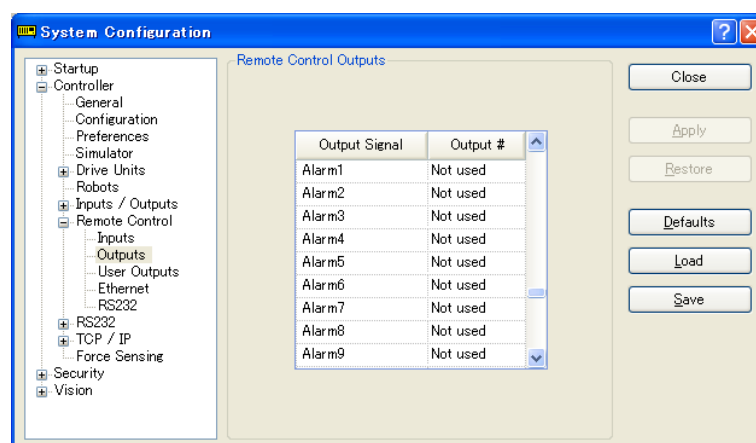 System Configuration
Startup
Controller
General
Configuration
Preferences
Simulator
Drive Units
Robots
Inputs / Outputs
Remote Control
Inputs
Outputs
User Outputs
Ethernet
RS232
RS232
TCP / IP
Force Sensing
Security
Vision
Remote Control Outputs
Output Signal Output #
Alarm1 Not used
Alarm2 Not used
Alarm3 Not used
Alarm4 Not used
Alarm5 Not used
Alarm6 Not used
Alarm7 Not used
Alarm8 Not used
Alarm9 Not used
Close
Apply
Restore
Defaults
Load
Save